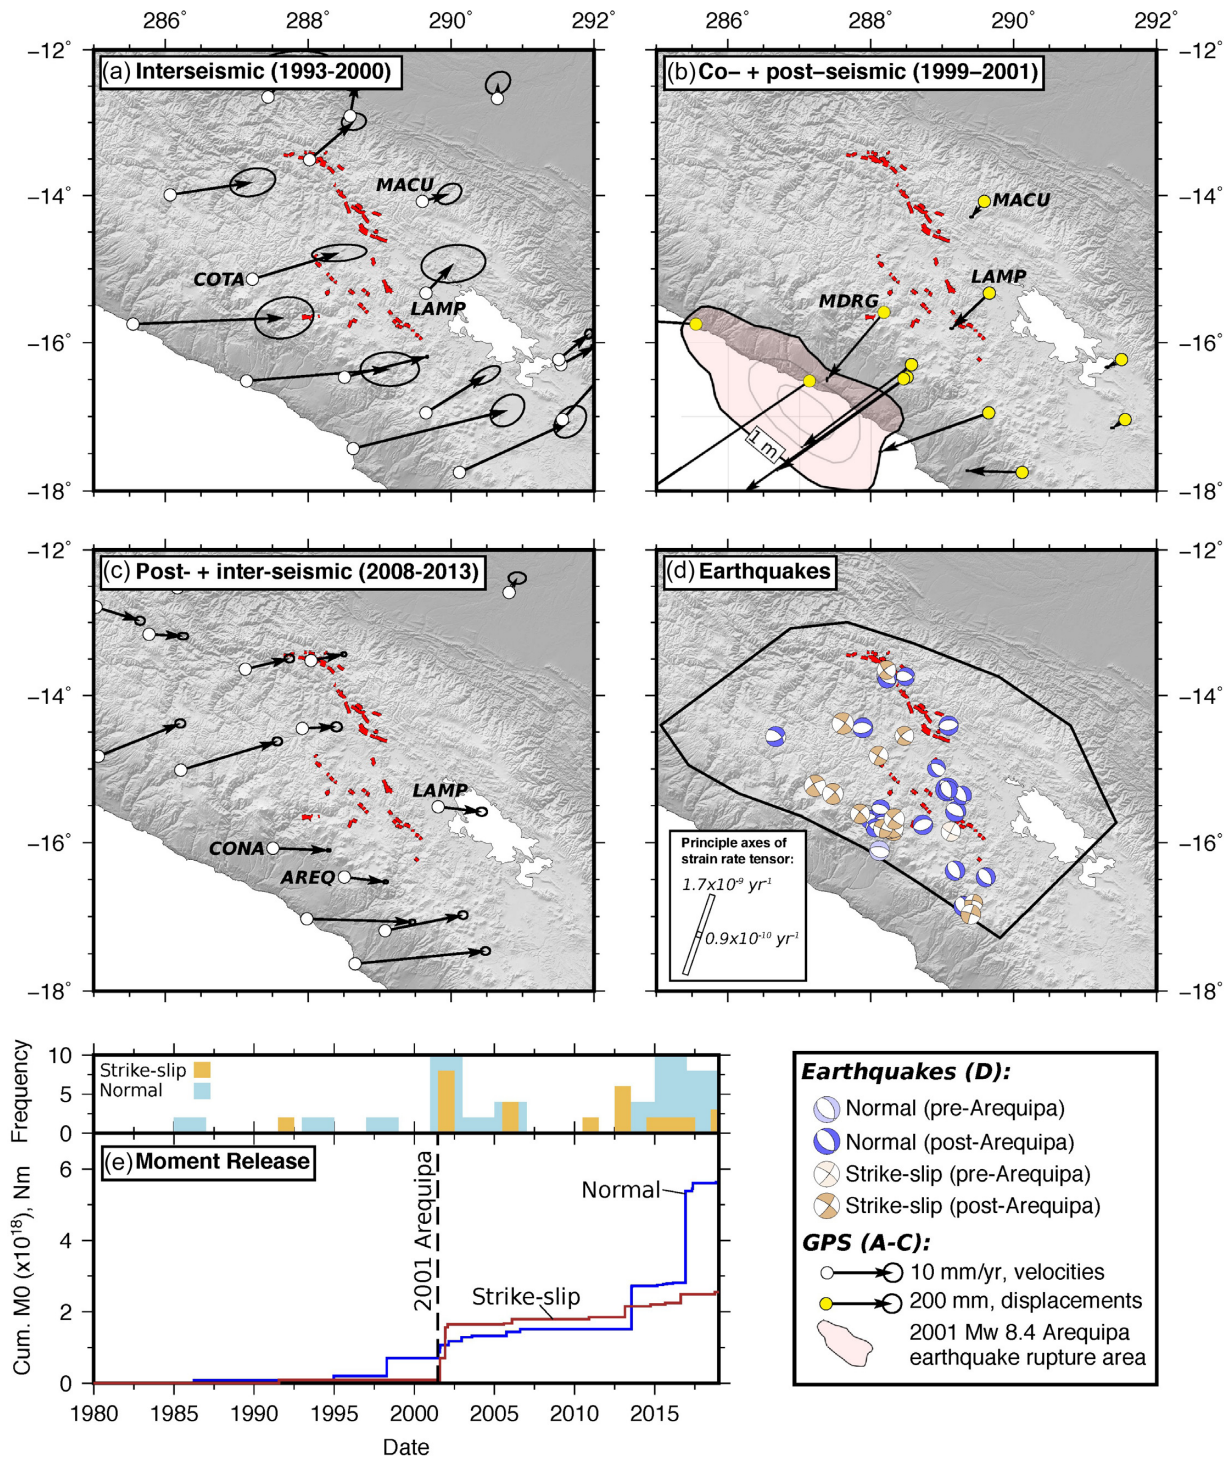 286° 288° 290° 292°
286° 288° 290° 292°
−12° −12°
(a) Interseismic (1993-2000)
(b) Co− + post−seismic (1999−2001)
MACU
MACU
−14° −14°
COTA
LAMP
LAMP
MDRG
−16° −16°
1 m
−18° −18°
−12° −12°
(c) Post- + inter-seismic (2008-2013)
(d) Earthquakes
−14° −14°
LAMP
CONA
AREQ
−16° −16°
Principle axes of
strain rate tensor:
1.7x10⁻⁹ yr⁻¹
0.9x10⁻¹⁰ yr⁻¹
−18° −18°
10
5
0
Frequency
Strike-slip
Normal
(e) Moment Release
6
4
2
0
Cum. M0 (x10¹⁸), Nm
2001 Arequipa
Normal
Strike-slip
1980 1985 1990 1995 2000 2005 2010 2015
Date
Earthquakes (D):
Normal (pre-Arequipa)
Normal (post-Arequipa)
Strike-slip (pre-Arequipa)
Strike-slip (post-Arequipa)
GPS (A-C):
10 mm/yr, velocities
200 mm, displacements
2001 Mw 8.4 Arequipa
earthquake rupture area